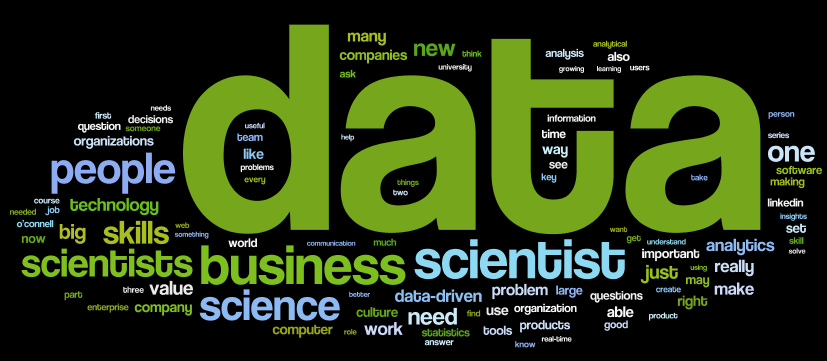 many
companies
ask
new
think
university
analysis
growing
analytical
also
learning
users
needs
first
decisions
question
someone
organizations
people
course
technology
needed
job
o'connell
now
big
skills
web
something
data
useful
team
like
problems
every
help
things
two
information
time
way
see
key
take
person
series
one
software
making
linkedin
insights
set
skill
solve
world
communication
much
want
get
understand
scientists
business
scientist
important
analytics
just
using
really
may
part
three
value
enterprise
company
science
better
data-driven
problem
large
questions
create
make
right
computer
role
culture
work
need
find
use
organization
statistics
answer
tools
products
know
real-time
able
good
product